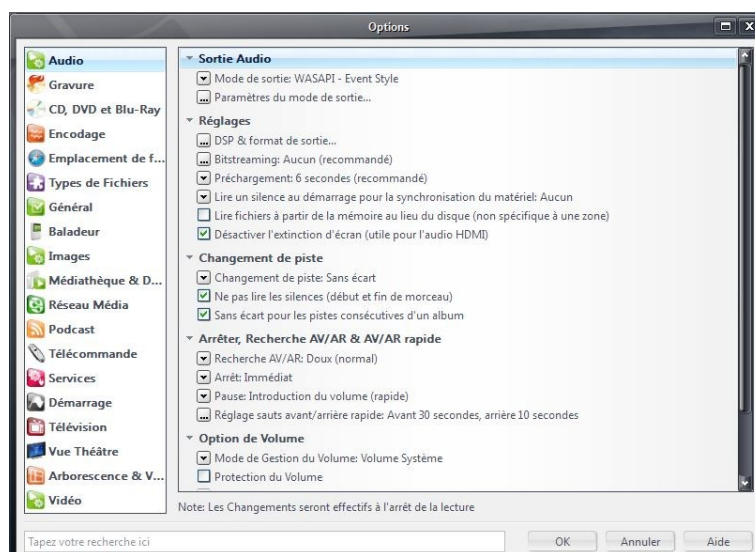 Options
Audio
Gravure
CD, DVD et Blu-Ray
Encodage
Emplacement de f...
Types de Fichiers
Général
Baladeur
Images
Médiathèque & D...
Réseau Média
Podcast
Télécommande
Services
Démarrage
Télévision
Vue Théâtre
Arborescence & V...
Vidéo
Sortie Audio
Mode de sortie: WASAPI - Event Style
Paramètres du mode de sortie...
Réglages
DSP & format de sortie...
Bitstreaming: Aucun (recommandé)
Préchargement: 6 secondes (recommandé)
Lire un silence au démarrage pour la synchronisation du matériel: Aucun
Lire fichiers à partir de la mémoire au lieu du disque (non spécifique à une zone)
Désactiver l'extinction d'écran (utile pour l'audio HDMI)
Changement de piste
Changement de piste: Sans écart
Ne pas lire les silences (début et fin de morceau)
Sans écart pour les pistes consécutives d'un album
Arrêter, Recherche AV/AR & AV/AR rapide
Recherche AV/AR: Doux (normal)
Arrêt: Immédiat
Pause: Introduction du volume (rapide)
Réglage sauts avant/arrière rapide: Avant 30 secondes, arrière 10 secondes
Option de Volume
Mode de Gestion du Volume: Volume Système
Protection du Volume
Note: Les Changements seront effectifs à l'arrêt de la lecture
Tapez votre recherche ici
OK
Annuler
Aide